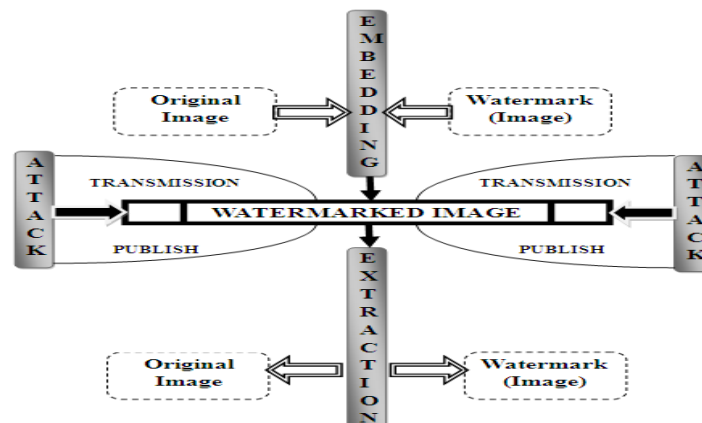 EMBEDDING
Original
Image
Watermark
(Image)
ATTACK
TRANSMISSION
TRANSMISSION
ATTACK
WATERMARKED IMAGE
PUBLISH
PUBLISH
EXTRACTION
Original
Image
Watermark
(Image)